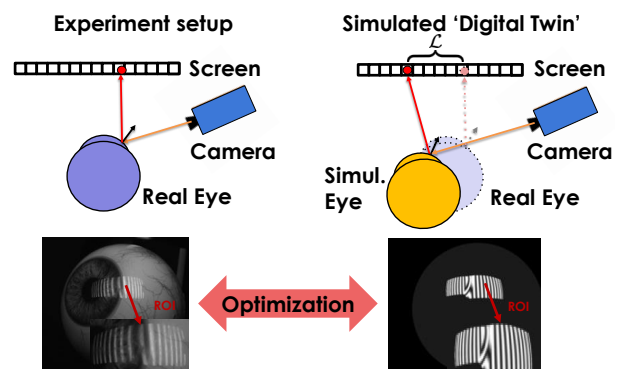 Experiment setup
Simulated ‘Digital Twin’
ℒ
Screen
Screen
Camera
Camera
Real Eye
Simul.
Eye
Real Eye
ROI
Optimization
ROI